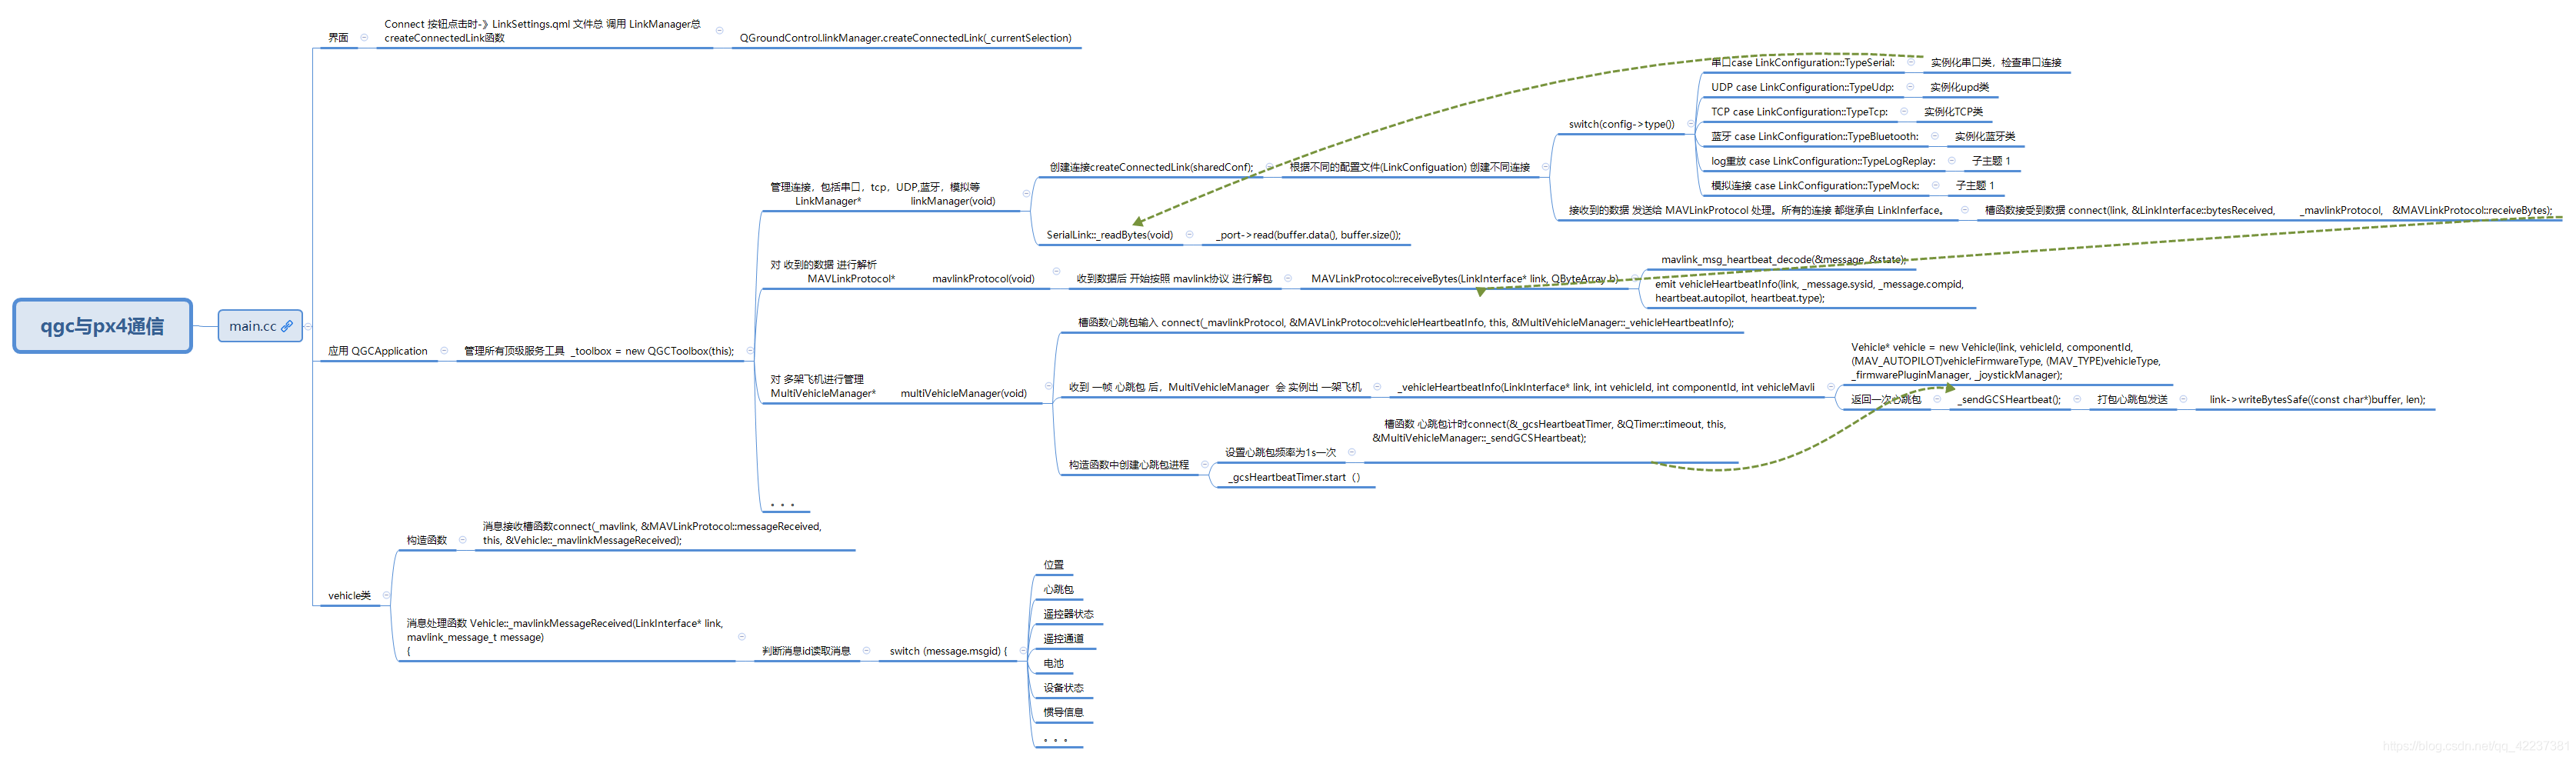 qgc与px4通信
main.cc
界面
Connect 按钮点击时-》LinkSettings.qml 文件总 调用 LinkManager总
createConnectedLink函数
QGroundControl.linkManager.createConnectedLink(_currentSelection)
应用 QGCApplication
管理所有顶级服务工具 _toolbox = new QGCToolbox(this);
管理连接，包括串口，tcp，UDP,蓝牙，模拟等
LinkManager* linkManager(void)
创建连接createConnectedLink(sharedConf);
根据不同的配置文件(LinkConfiguation) 创建不同连接
switch(config->type())
串口case LinkConfiguration::TypeSerial:
实例化串口类，检查串口连接
UDP case LinkConfiguration::TypeUdp:
实例化upd类
TCP case LinkConfiguration::TypeTcp:
实例化TCP类
蓝牙 case LinkConfiguration::TypeBluetooth:
实例化蓝牙类
log重放 case LinkConfiguration::TypeLogReplay:
子主题 1
模拟连接 case LinkConfiguration::TypeMock:
子主题 1
接收到的数据 发送给 MAVLinkProtocol 处理。所有的连接 都继承自 LinkInferface。
槽函数接受到数据 connect(link, &LinkInterface::bytesReceived, _mavlinkProtocol, &MAVLinkProtocol::receiveBytes);
SerialLink::_readBytes(void)
_port->read(buffer.data(), buffer.size());
对 收到的数据 进行解析
MAVLinkProtocol* mavlinkProtocol(void)
收到数据后 开始按照 mavlink协议 进行解包
MAVLinkProtocol::receiveBytes(LinkInterface* link, QByteArray b)
mavlink_msg_heartbeat_decode(&message, &state);
emit vehicleHeartbeatInfo(link, _message.sysid, _message.compid,
heartbeat.autopilot, heartbeat.type);
对 多架飞机进行管理
MultiVehicleManager* multiVehicleManager(void)
槽函数心跳包输入 connect(_mavlinkProtocol, &MAVLinkProtocol::vehicleHeartbeatInfo, this, &MultiVehicleManager::_vehicleHeartbeatInfo);
收到 一帧 心跳包 后，MultiVehicleManager 会 实例出 一架飞机
_vehicleHeartbeatInfo(LinkInterface* link, int vehicleId, int componentId, int vehicleMavli
Vehicle* vehicle = new Vehicle(link, vehicleId, componentId,
(MAV_AUTOPILOT)vehicleFirmwareType, (MAV_TYPE)vehicleType,
_firmwarePluginManager, _joystickManager);
返回一次心跳包
_sendGCSHeartbeat();
打包心跳包发送
link->writeBytesSafe((const char*)buffer, len);
构造函数中创建心跳包进程
设置心跳包频率为1s一次
槽函数 心跳包计时connect(&_gcsHeartbeatTimer, &QTimer::timeout, this,
&MultiVehicleManager::_sendGCSHeartbeat);
_gcsHeartbeatTimer.start（）
。。。
vehicle类
构造函数
消息接收槽函数connect(_mavlink, &MAVLinkProtocol::messageReceived,
this, &Vehicle::_mavlinkMessageReceived);
消息处理函数 Vehicle::_mavlinkMessageReceived(LinkInterface* link,
mavlink_message_t message)
{
判断消息id读取消息
switch (message.msgid) {
位置
心跳包
遥控器状态
遥控通道
电池
设备状态
惯导信息
。。。
https://blog.csdn.net/qq_42237381